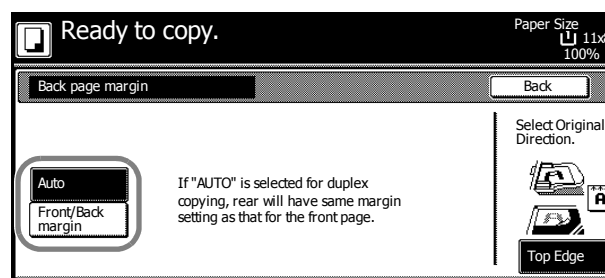 Ready to copy.
Paper Size
11x
100%
Back page margin
Back
Select Original
Direction.
Auto
If "AUTO" is selected for duplex
copying, rear will have same margin
setting as that for the front page.
Front/Back
margin
A
A
A
Top Edge